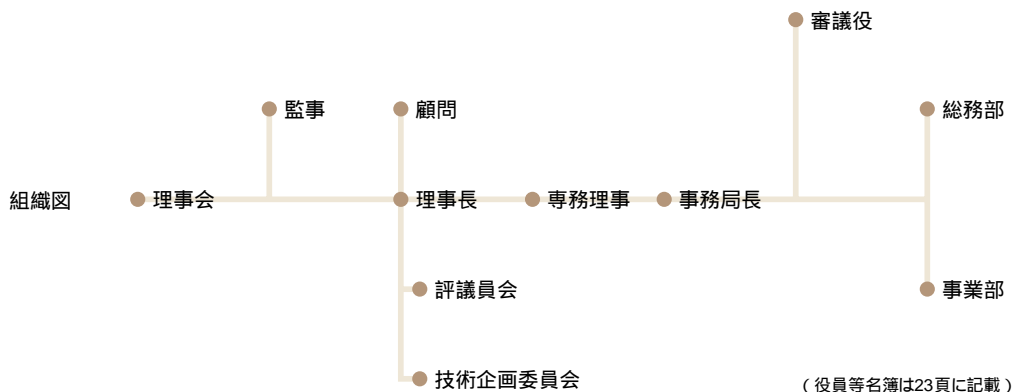 審議役
監事
顧問
総務部
組織図
理事会
理事長
専務理事
事務局長
評議員会
事業部
技術企画委員会
（役員等名簿は23頁に記載）